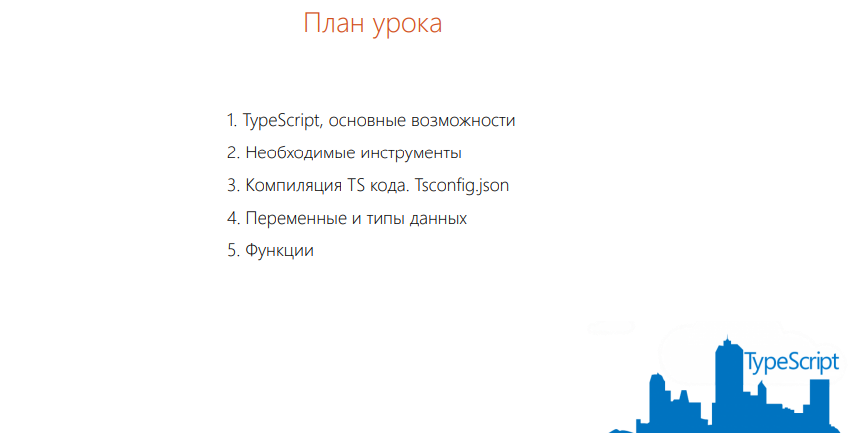 План урока
1. TypeScript, основные возможности
2. Необходимые инструменты
3. Компиляция TS кода. Tsconfig.json
4. Переменные и типы данных
5. Функции
TypeScript